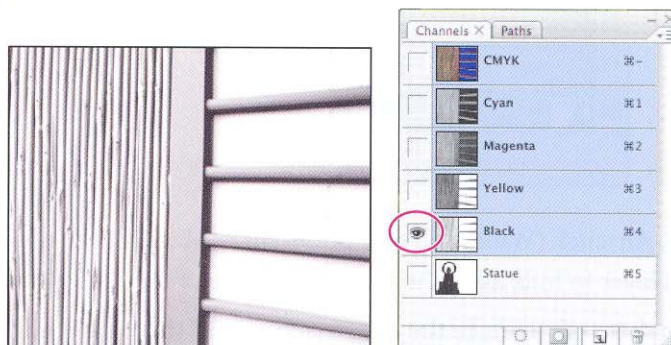 Channels × Paths
CMYK ⌘~
Cyan ⌘1
Magenta ⌘2
Yellow ⌘3
Black ⌘4
Statue ⌘5